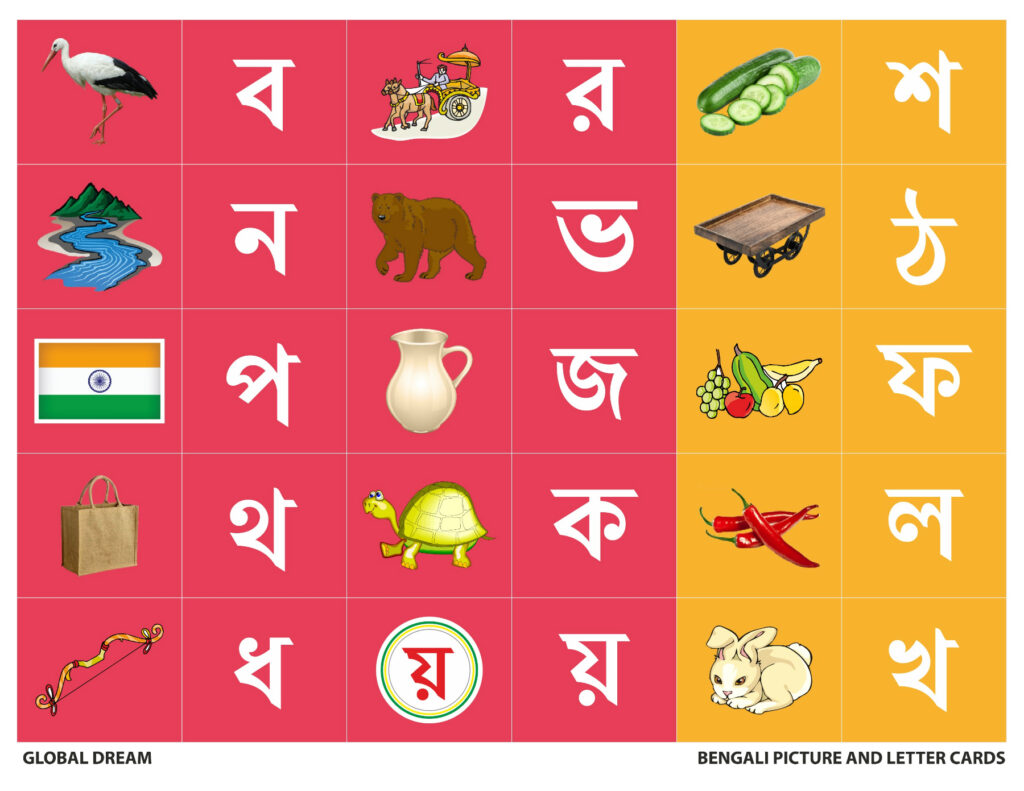 ব র শ
ন ভ ঠ
প জ ফ
থ ক ল
ধ য় য় খ
GLOBAL DREAM
BENGALI PICTURE AND LETTER CARDS